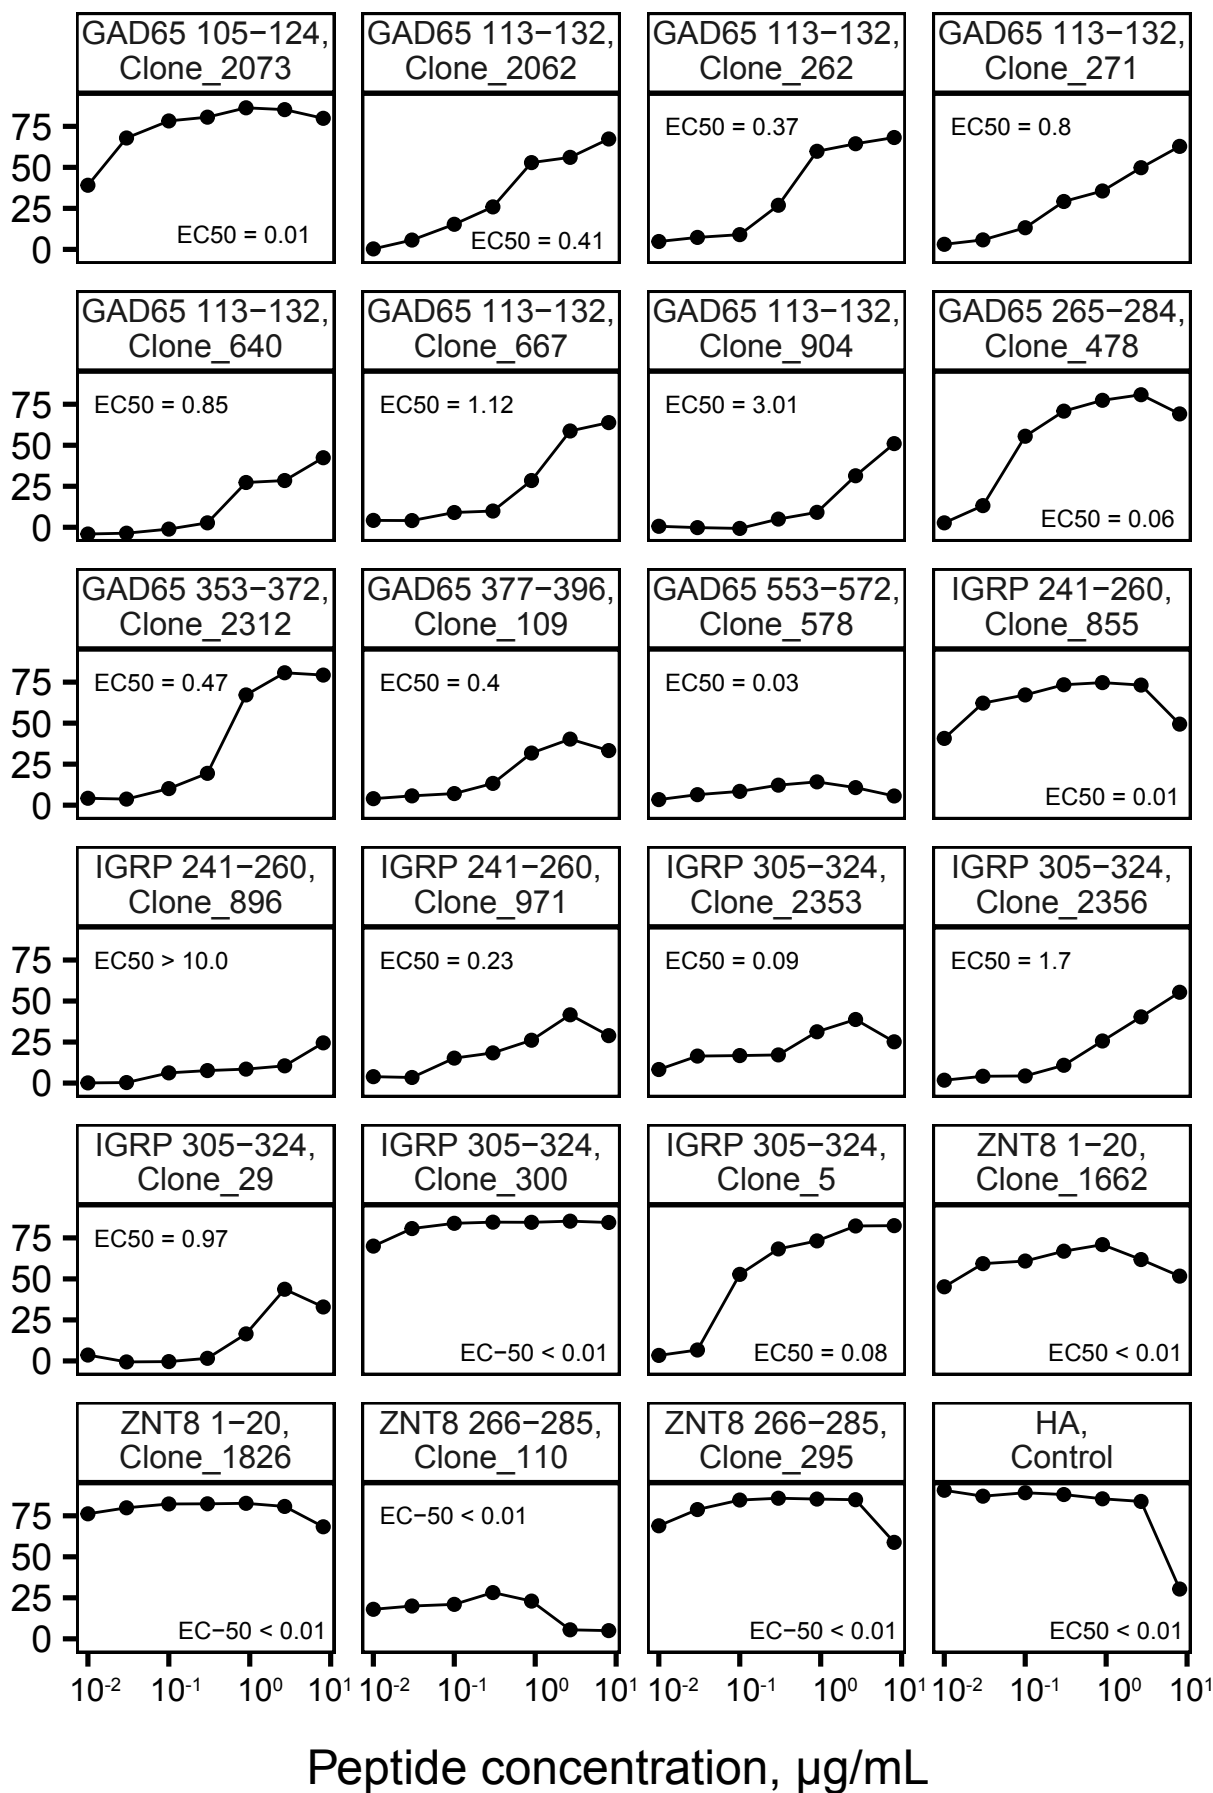 GAD65 105−124,
Clone_2073
GAD65 113−132,
Clone_2062
GAD65 113−132,
Clone_262
GAD65 113−132,
Clone_271
75
50
25
0
EC50 = 0.01
EC50 = 0.41
EC50 = 0.37
EC50 = 0.8
GAD65 113−132,
Clone_640
GAD65 113−132,
Clone_667
GAD65 113−132,
Clone_904
GAD65 265−284,
Clone_478
75
50
25
0
EC50 = 0.85
EC50 = 1.12
EC50 = 3.01
EC50 = 0.06
GAD65 353−372,
Clone_2312
GAD65 377−396,
Clone_109
GAD65 553−572,
Clone_578
IGRP 241−260,
Clone_855
75
50
25
0
EC50 = 0.47
EC50 = 0.4
EC50 = 0.03
EC50 = 0.01
IGRP 241−260,
Clone_896
IGRP 241−260,
Clone_971
IGRP 305−324,
Clone_2353
IGRP 305−324,
Clone_2356
75
50
25
0
EC50 > 10.0
EC50 = 0.23
EC50 = 0.09
EC50 = 1.7
IGRP 305−324,
Clone_29
IGRP 305−324,
Clone_300
IGRP 305−324,
Clone_5
ZNT8 1−20,
Clone_1662
75
50
25
0
EC50 = 0.97
EC−50 < 0.01
EC50 = 0.08
EC50 < 0.01
ZNT8 1−20,
Clone_1826
ZNT8 266−285,
Clone_110
ZNT8 266−285,
Clone_295
HA,
Control
75
50
25
0
EC−50 < 0.01
EC−50 < 0.01
EC−50 < 0.01
EC50 < 0.01
10⁻² 10⁻¹ 10⁰ 10¹
10⁻² 10⁻¹ 10⁰ 10¹
10⁻² 10⁻¹ 10⁰ 10¹
10⁻² 10⁻¹ 10⁰ 10¹
Peptide concentration, µg/mL